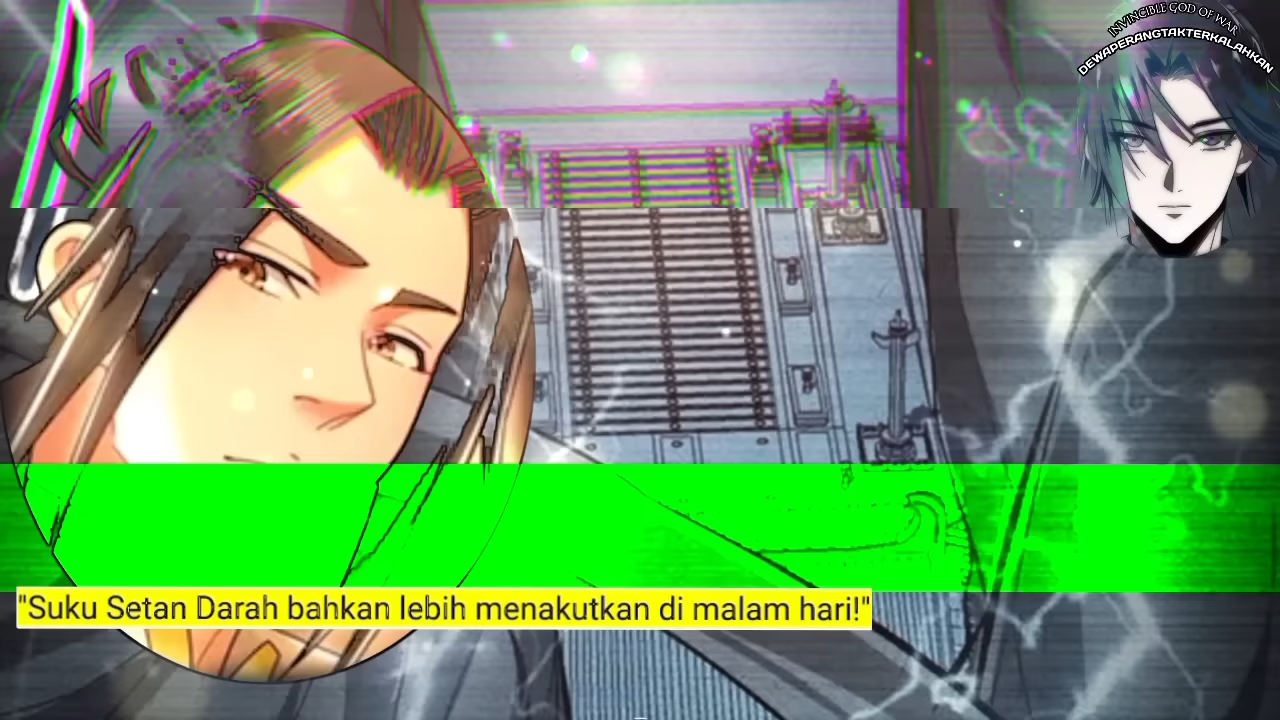 INVINCIBLE GOD OF WAR
DEWAPERANGTAKTERKALAHKAN
"Suku Setan Darah bahkan lebih menakutkan di malam hari!"